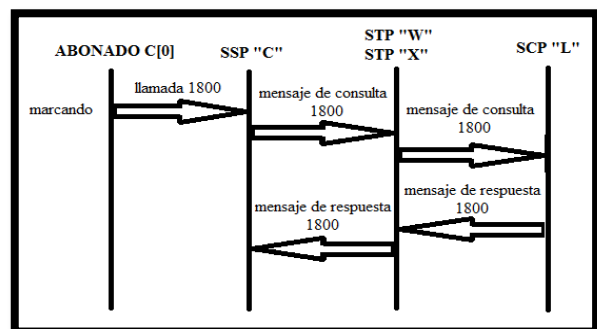 ABONADO C[0]
SSP "C"
STP "W"
STP "X"
SCP "L"
marcando
llamada 1800
mensaje de consulta
1800
mensaje de consulta
1800
mensaje de respuesta
1800
mensaje de respuesta
1800